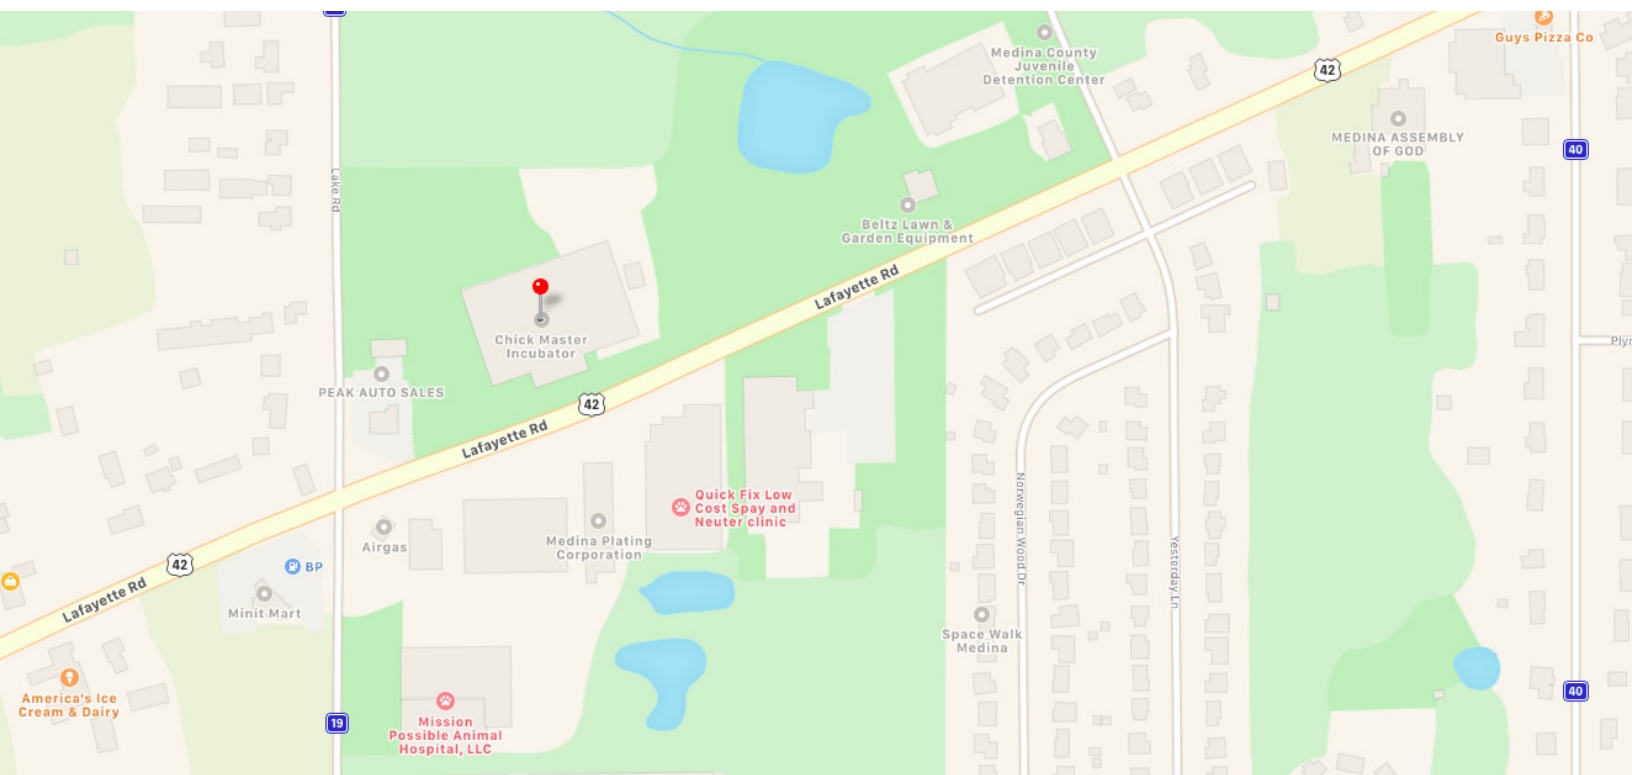 19
Guys Pizza Co
Medina County
Juvenile
Detention Center
42
MEDINA ASSEMBLY
OF GOD
40
Lake Rd
Beltz Lawn &
Garden Equipment
Lafayette Rd
Chick Master
Incubator
PEAK AUTO SALES
42
Lafayette Rd
Quick Fix Low
Cost Spay and
Neuter clinic
Airgas
Medina Plating
Corporation
Norwegian Wood Dr
Yesterday Ln
42
BP
Lafayette Rd
Minit Mart
Space Walk
Medina
America's Ice
Cream & Dairy
19
Mission
Possible Animal
Hospital, LLC
40